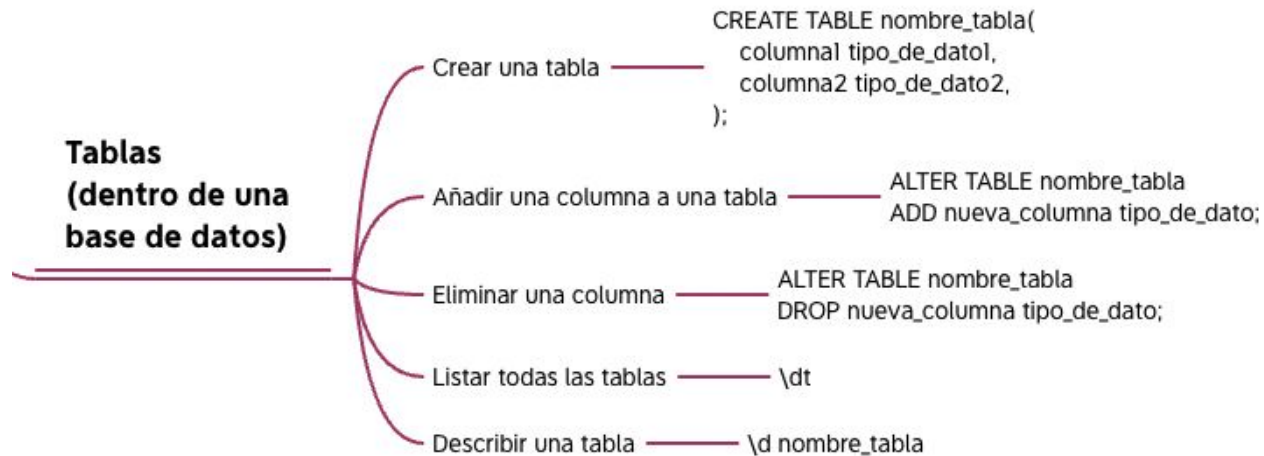 Tablas
(dentro de una
base de datos)
Crear una tabla
CREATE TABLE nombre_tabla(
columna1 tipo_de_dato1,
columna2 tipo_de_dato2,
);
Añadir una columna a una tabla
ALTER TABLE nombre_tabla
ADD nueva_columna tipo_de_dato;
Eliminar una columna
ALTER TABLE nombre_tabla
DROP nueva_columna tipo_de_dato;
Listar todas las tablas
\dt
Describir una tabla
\d nombre_tabla